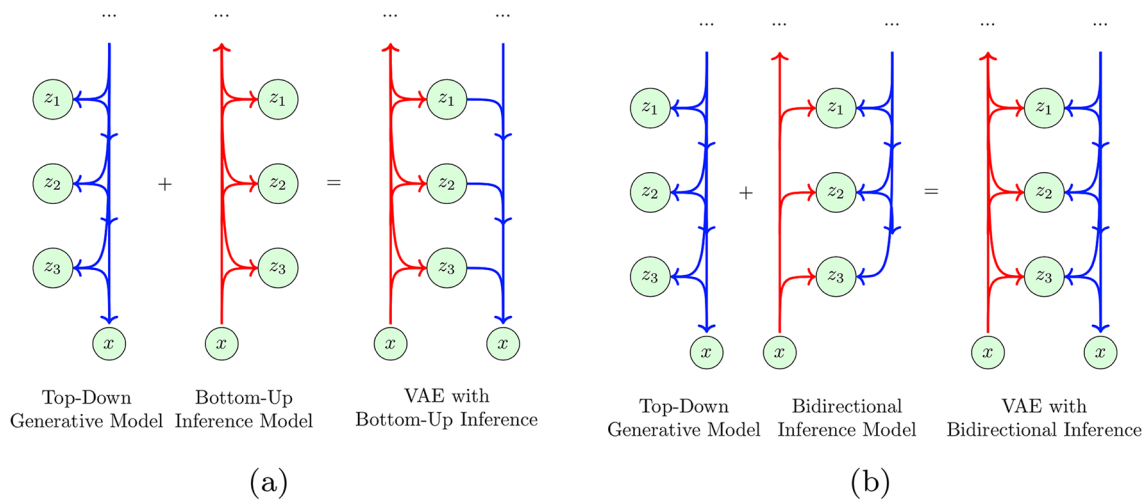 ... ... ... ...
z1 z1 z1
z2 + z2 = z2
z3 z3 z3
x x x x
Top-Down
Generative Model
Bottom-Up
Inference Model
VAE with
Bottom-Up Inference
(a)
... ... ... ... ...
z1 z1 z1
z2 + z2 = z2
z3 z3 z3
x x x x
Top-Down
Generative Model
Bidirectional
Inference Model
VAE with
Bidirectional Inference
(b)